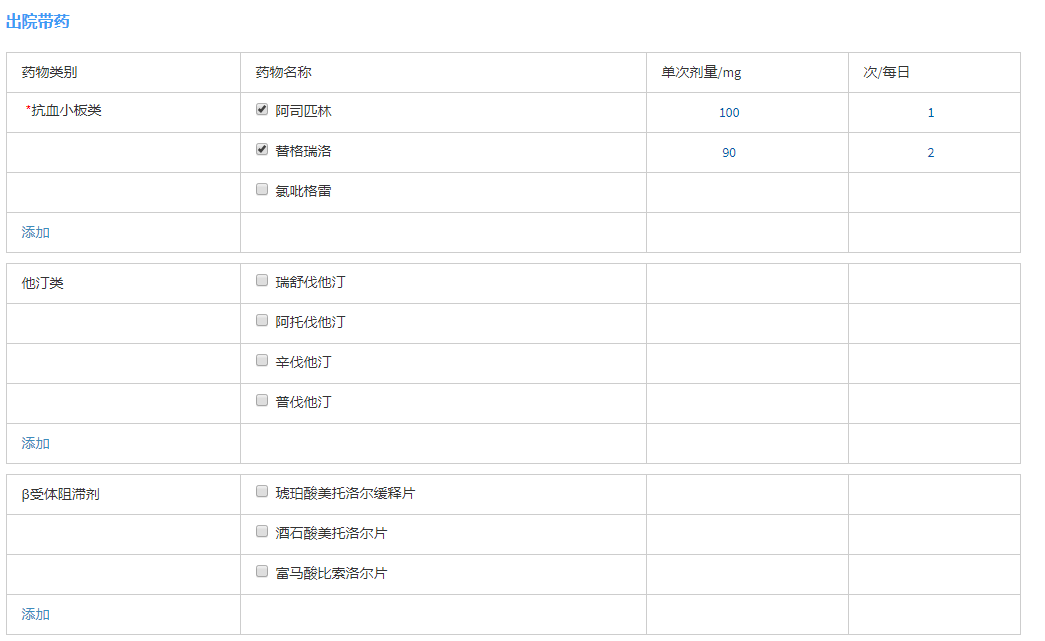 出院带药
药物类别 药物名称 单次剂量/mg 次/每日
*抗血小板类 阿司匹林 100 1
替格瑞洛 90 2
氯吡格雷
添加
他汀类 瑞舒伐他汀
阿托伐他汀
辛伐他汀
普伐他汀
添加
β受体阻滞剂 琥珀酸美托洛尔缓释片
酒石酸美托洛尔片
富马酸比索洛尔片
添加